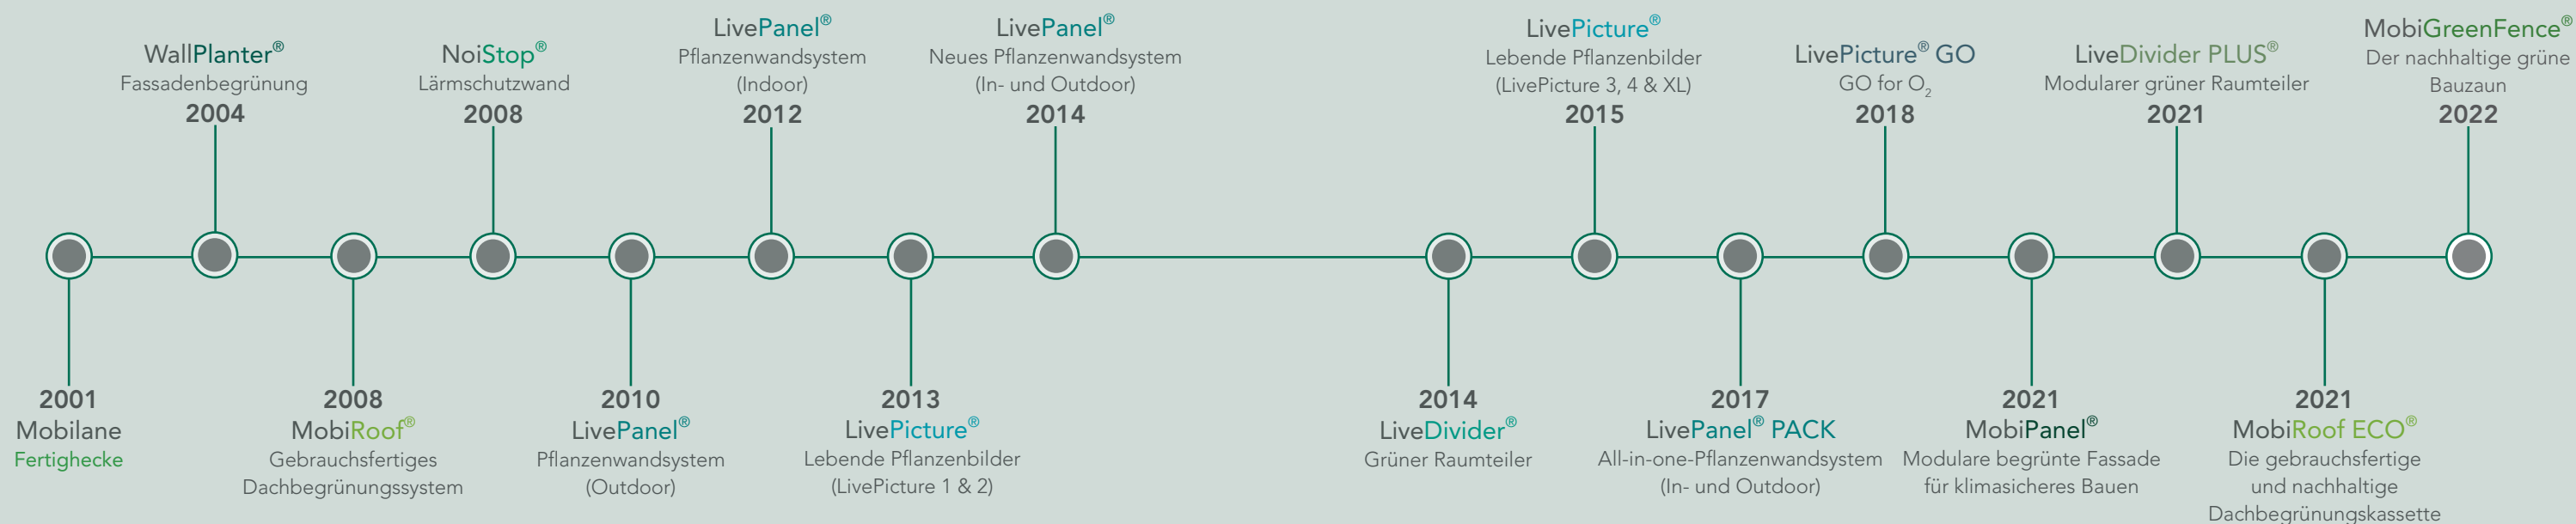 2001
Mobilane
Fertighecke
WallPlanter®
Fassadenbegrünung
2004
2008
MobiRoof®
Gebrauchsfertiges
Dachbegrünungssystem
NoiStop®
Lärmschutzwand
2008
2010
LivePanel®
Pflanzenwandsystem
(Outdoor)
LivePanel®
Pflanzenwandsystem
(Indoor)
2012
2013
LivePicture®
Lebende Pflanzenbilder
(LivePicture 1 & 2)
LivePanel®
Neues Pflanzenwandsystem
(In- und Outdoor)
2014
2014
LiveDivider®
Grüner Raumteiler
LivePicture®
Lebende Pflanzenbilder
(LivePicture 3, 4 & XL)
2015
2017
LivePanel® PACK
All-in-one-Pflanzenwandsystem
(In- und Outdoor)
LivePicture® GO
GO for O₂
2018
2021
MobiPanel®
Modulare begrünte Fassade
für klimasicheres Bauen
LiveDivider PLUS®
Modularer grüner Raumteiler
2021
2021
MobiRoof ECO®
Die gebrauchsfertige
und nachhaltige
Dachbegrünungskassette
MobiGreenFence®
Der nachhaltige grüne
Bauzaun
2022